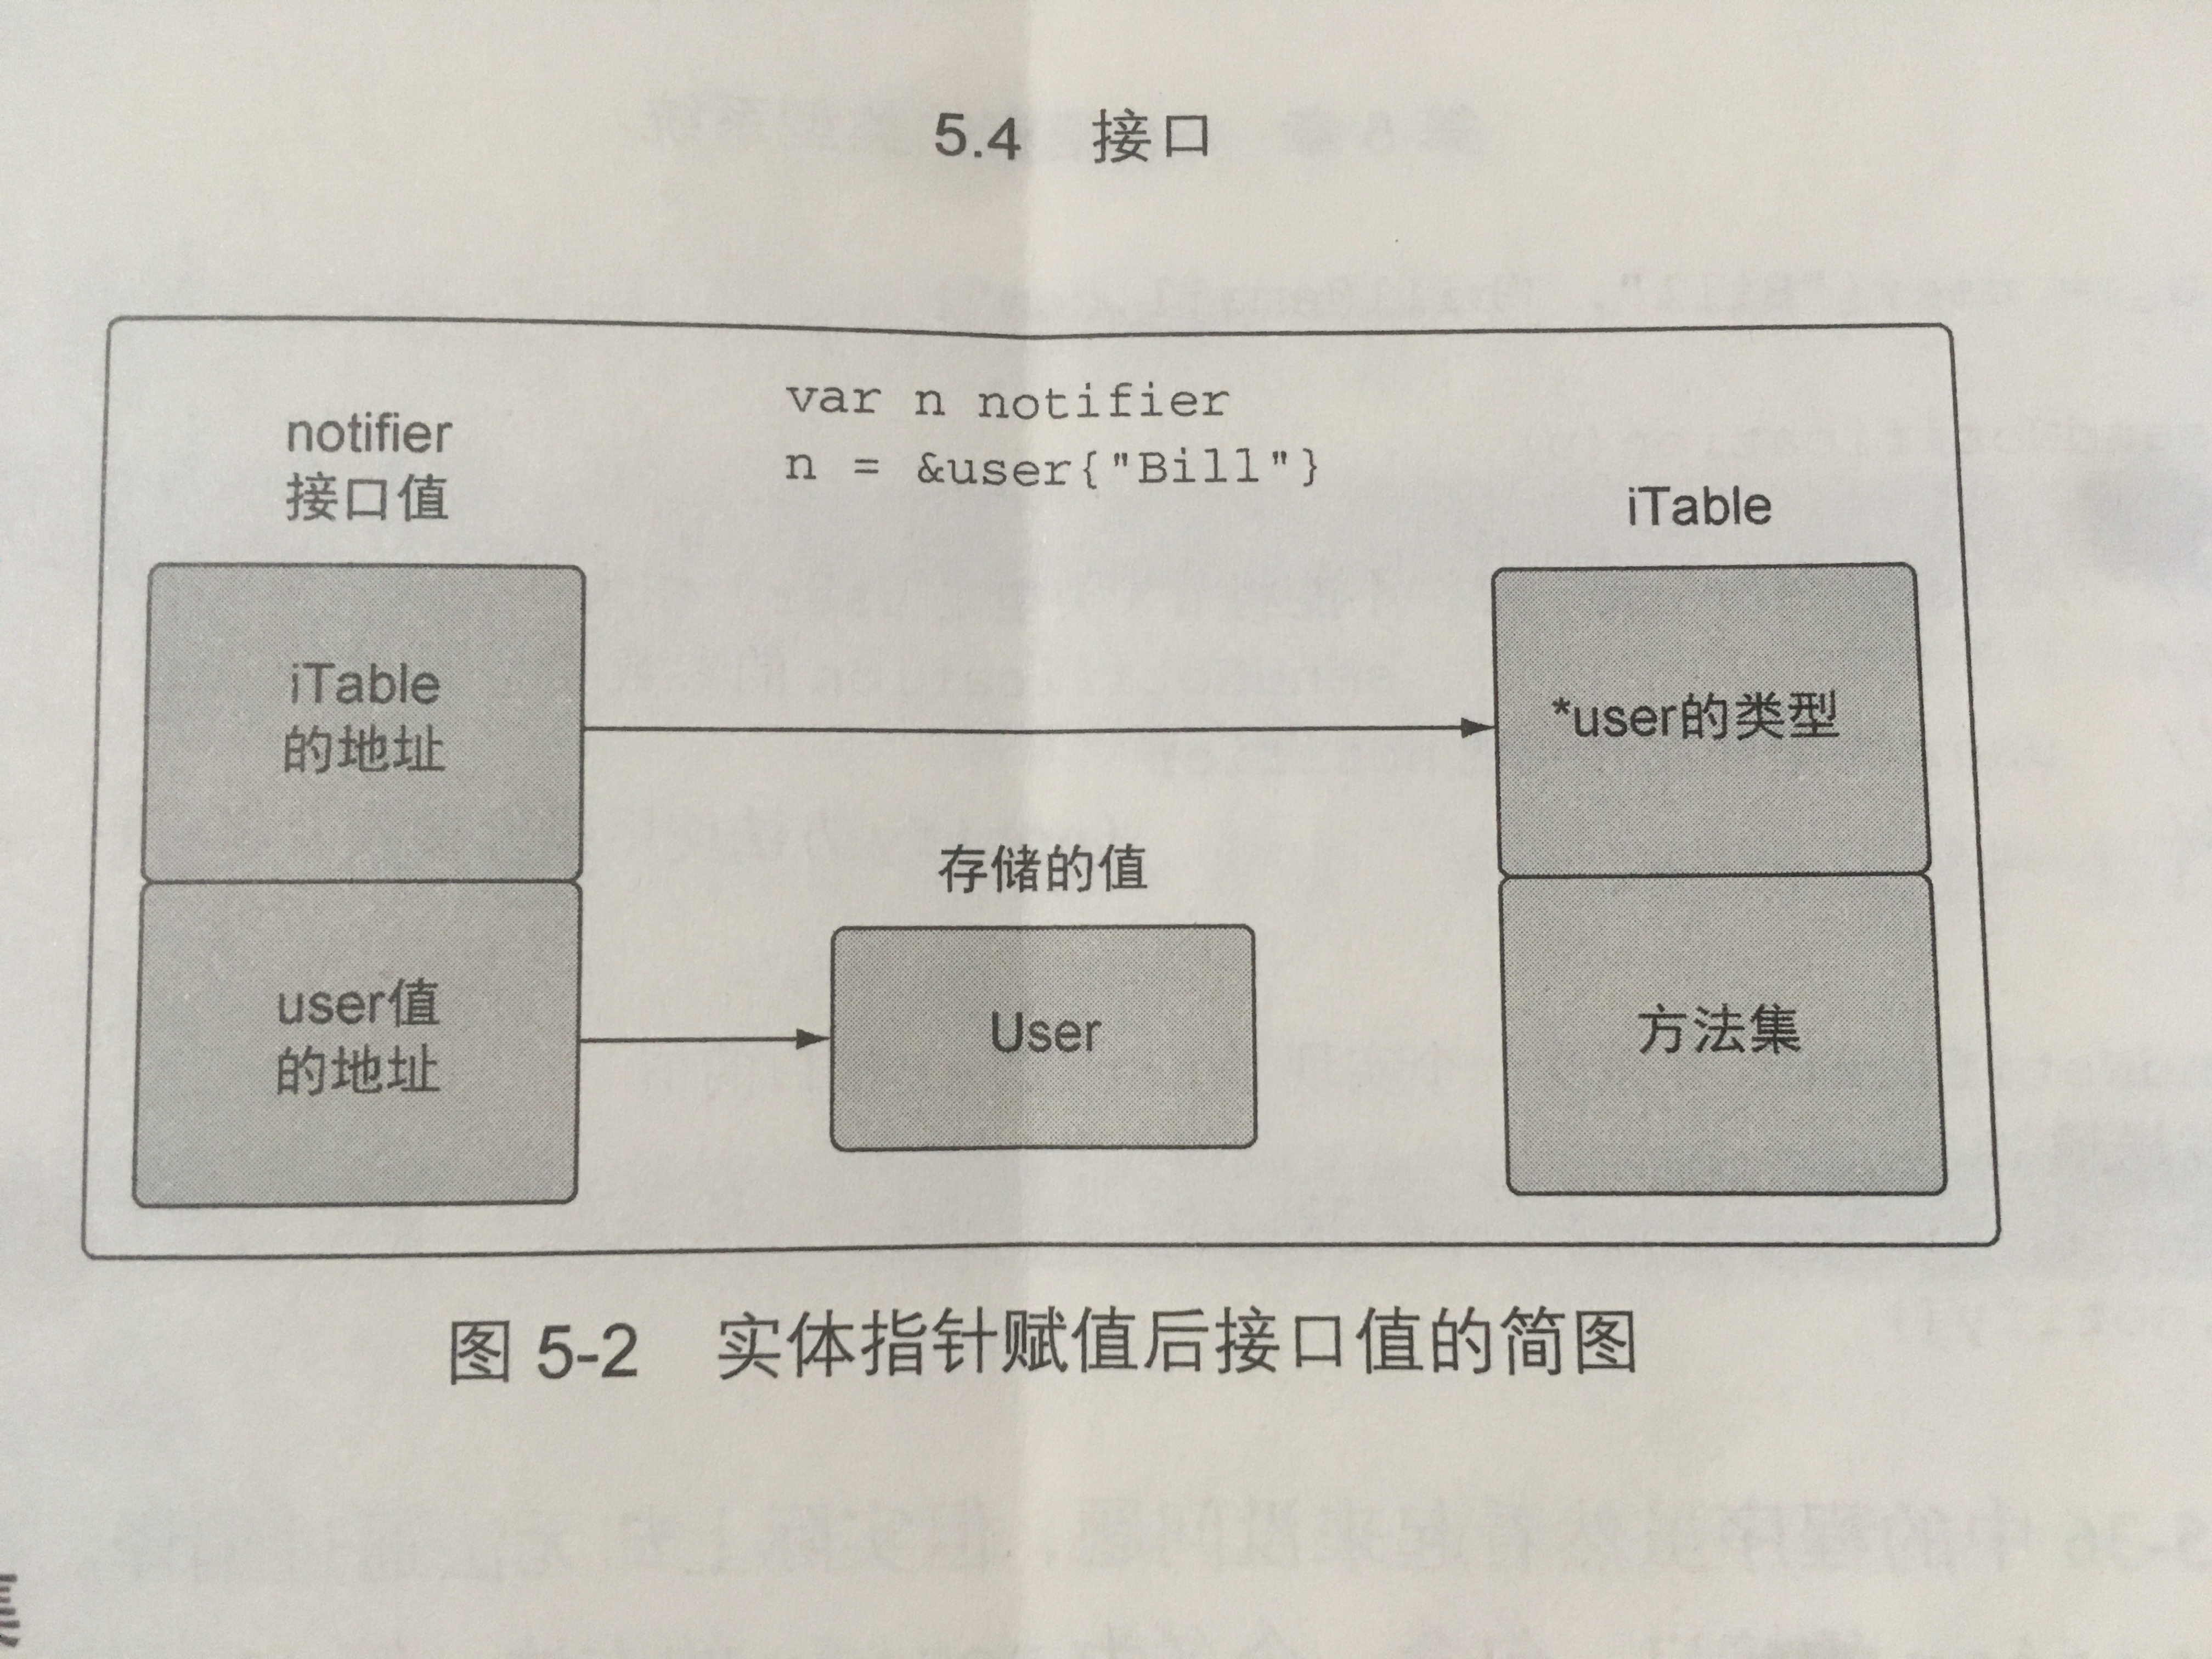 5.4 接口
var n notifier
n = &user{"Bill"}
notifier
接口值
iTable
iTable
的地址
*user的类型
存储的值
user值
的地址
User
方法集
图 5-2 实体指针赋值后接口值的简图